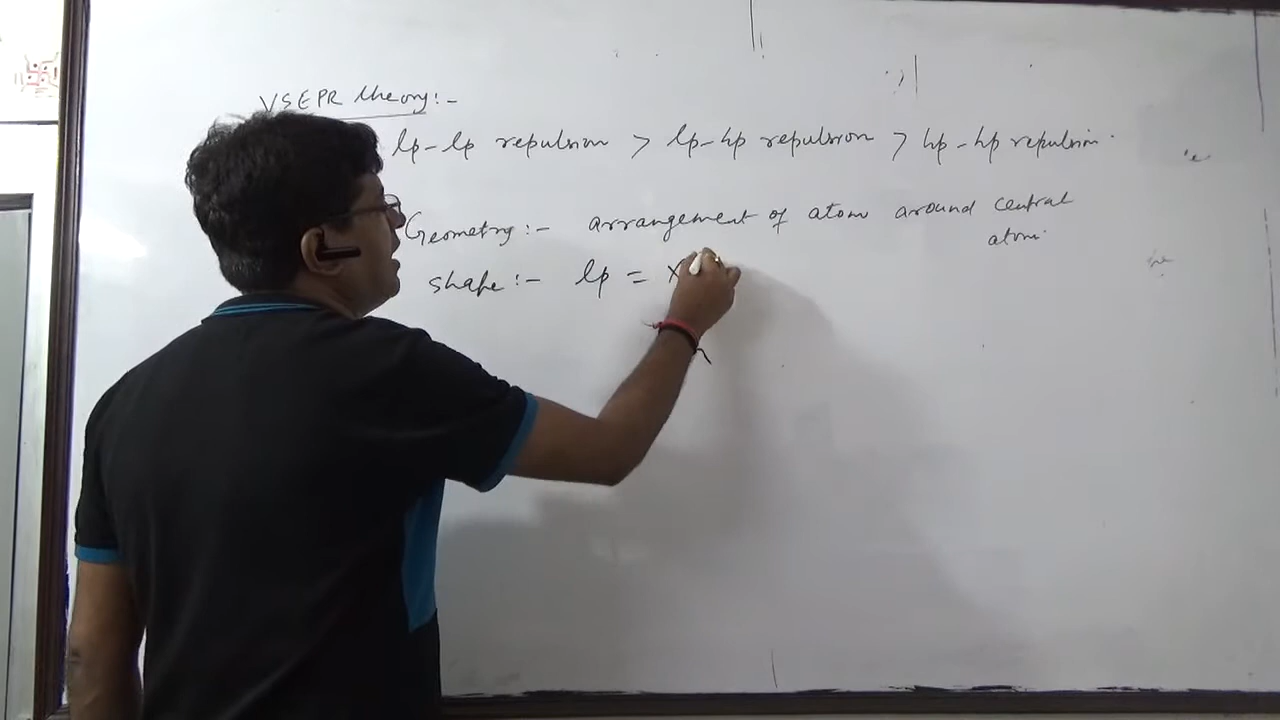 VSEPR theory:-
lp-lp repulsion > lp-bp repulsion > bp-bp repulsion.
Geometry:- arrangement of atom around central
atom.
shape:- lp = x